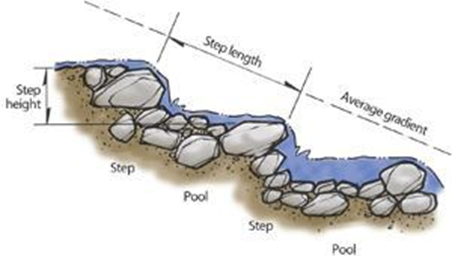 Step length
Average gradient
Step
height
Step
Pool
Step
Pool